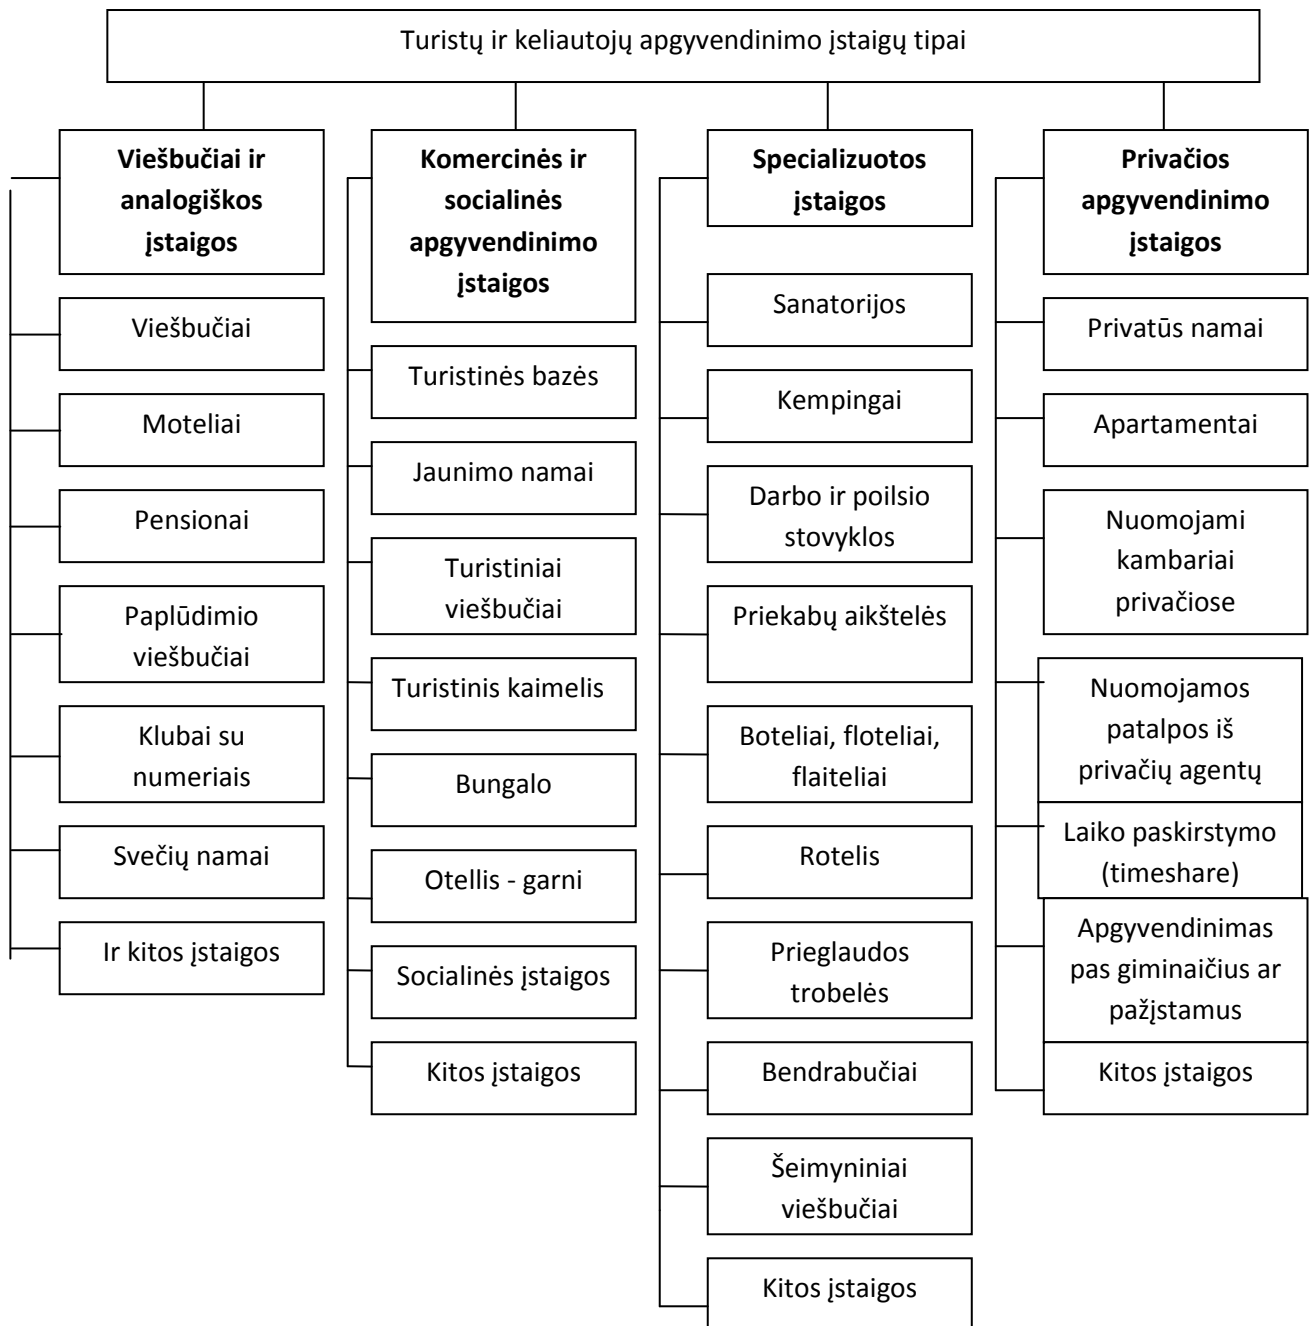 Turistų ir keliautojų apgyvendinimo įstaigų tipai
Viešbučiai ir
analogiškos
įstaigos
Viešbučiai
Moteliai
Pensionai
Paplūdimio
viešbučiai
Klubai su
numeriais
Svečių namai
Ir kitos įstaigos
Komercinės ir
socialinės
apgyvendinimo
įstaigos
Turistinės bazės
Jaunimo namai
Turistiniai
viešbučiai
Turistinis kaimelis
Bungalo
Otellis - garni
Socialinės įstaigos
Kitos įstaigos
Specializuotos
įstaigos
Sanatorijos
Kempingai
Darbo ir poilsio
stovyklos
Priekabų aikštelės
Boteliai, floteliai,
flaiteliai
Rotelis
Prieglaudos
trobelės
Bendrabučiai
Šeimyniniai
viešbučiai
Kitos įstaigos
Privačios
apgyvendinimo
įstaigos
Privatūs namai
Apartamentai
Nuomojami
kambariai
privačiose
Nuomojamos
patalpos iš
privačių agentų
Laiko paskirstymo
(timeshare)
Apgyvendinimas
pas giminaičius ar
pažįstamus
Kitos įstaigos